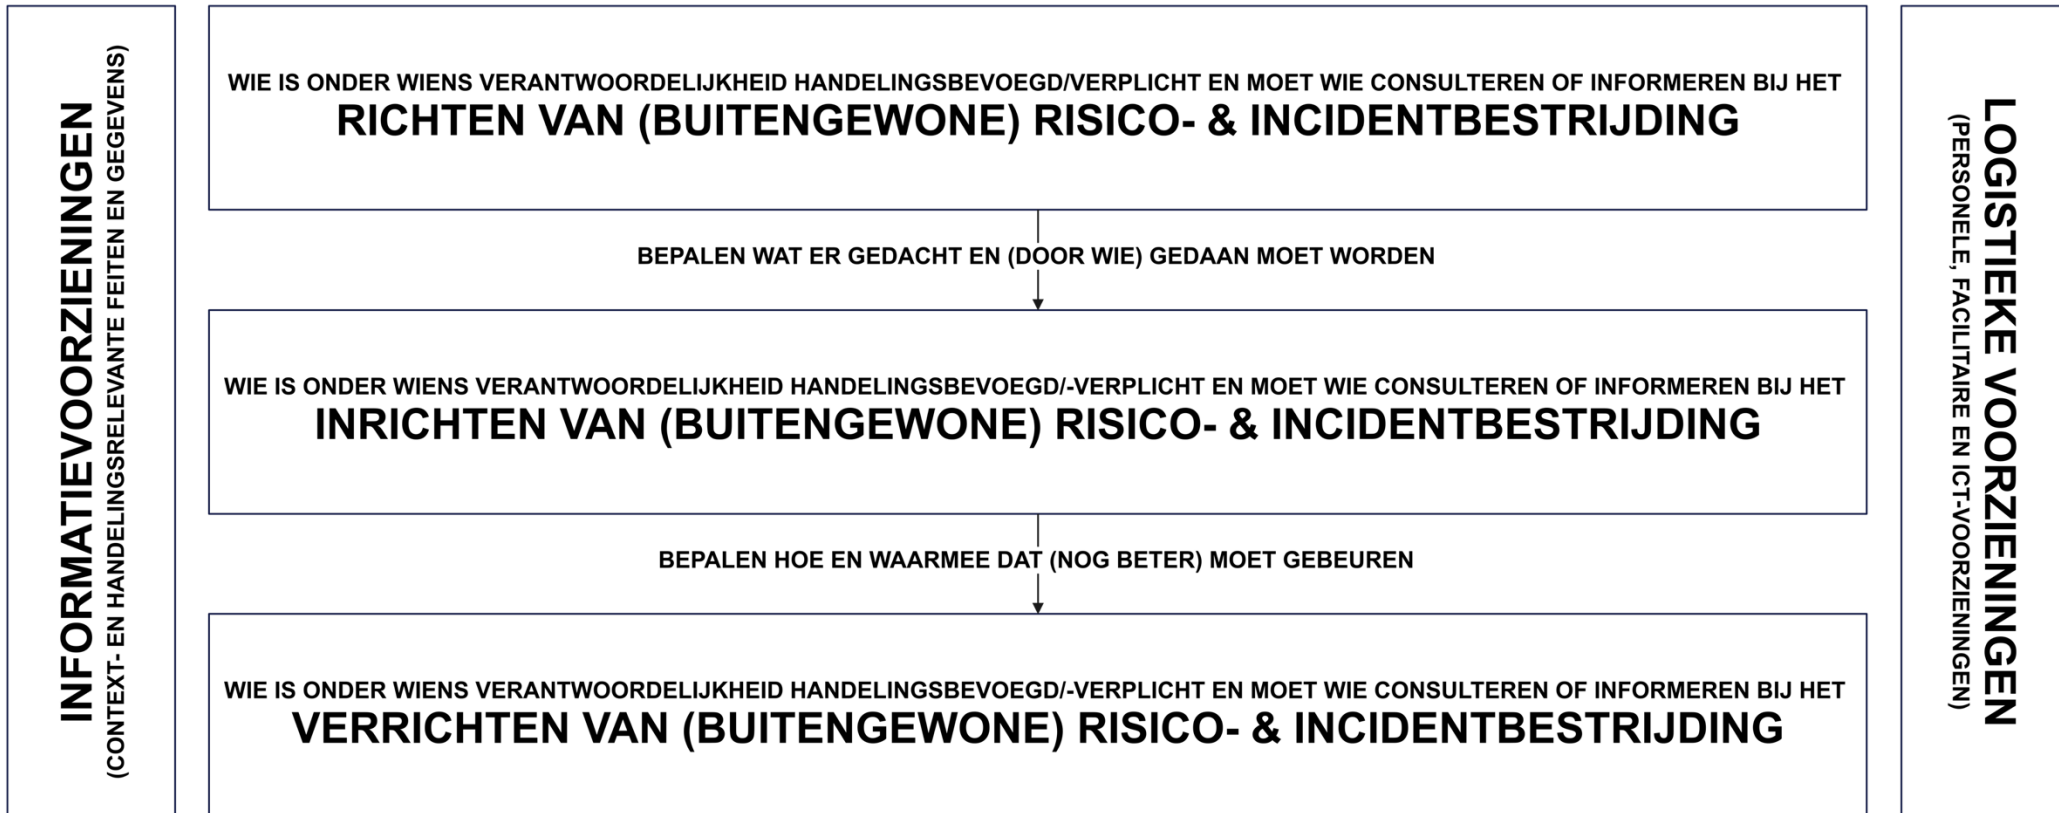 INFORMATIEVOORZIENINGEN
(CONTEXT- EN HANDELINGSRELEVANTE FEITEN EN GEGEVENS)
WIE IS ONDER WIENS VERANTWOORDELIJKHEID HANDELINGSBEVOEGD/VERPLICHT EN MOET WIE CONSULTEREN OF INFORMEREN BIJ HET
RICHTEN VAN (BUITENGEWONE) RISICO- & INCIDENTBESTRIJDING
BEPALEN WAT ER GEDACHT EN (DOOR WIE) GEDAAN MOET WORDEN
WIE IS ONDER WIENS VERANTWOORDELIJKHEID HANDELINGSBEVOEGD/-VERPLICHT EN MOET WIE CONSULTEREN OF INFORMEREN BIJ HET
INRICHTEN VAN (BUITENGEWONE) RISICO- & INCIDENTBESTRIJDING
BEPALEN HOE EN WAARMEE DAT (NOG BETER) MOET GEBEUREN
WIE IS ONDER WIENS VERANTWOORDELIJKHEID HANDELINGSBEVOEGD/-VERPLICHT EN MOET WIE CONSULTEREN OF INFORMEREN BIJ HET
VERRICHTEN VAN (BUITENGEWONE) RISICO- & INCIDENTBESTRIJDING
LOGISTIEKE VOORZIENINGEN
(PERSONELE, FACILITAIRE EN ICT-VOORZIENINGEN)